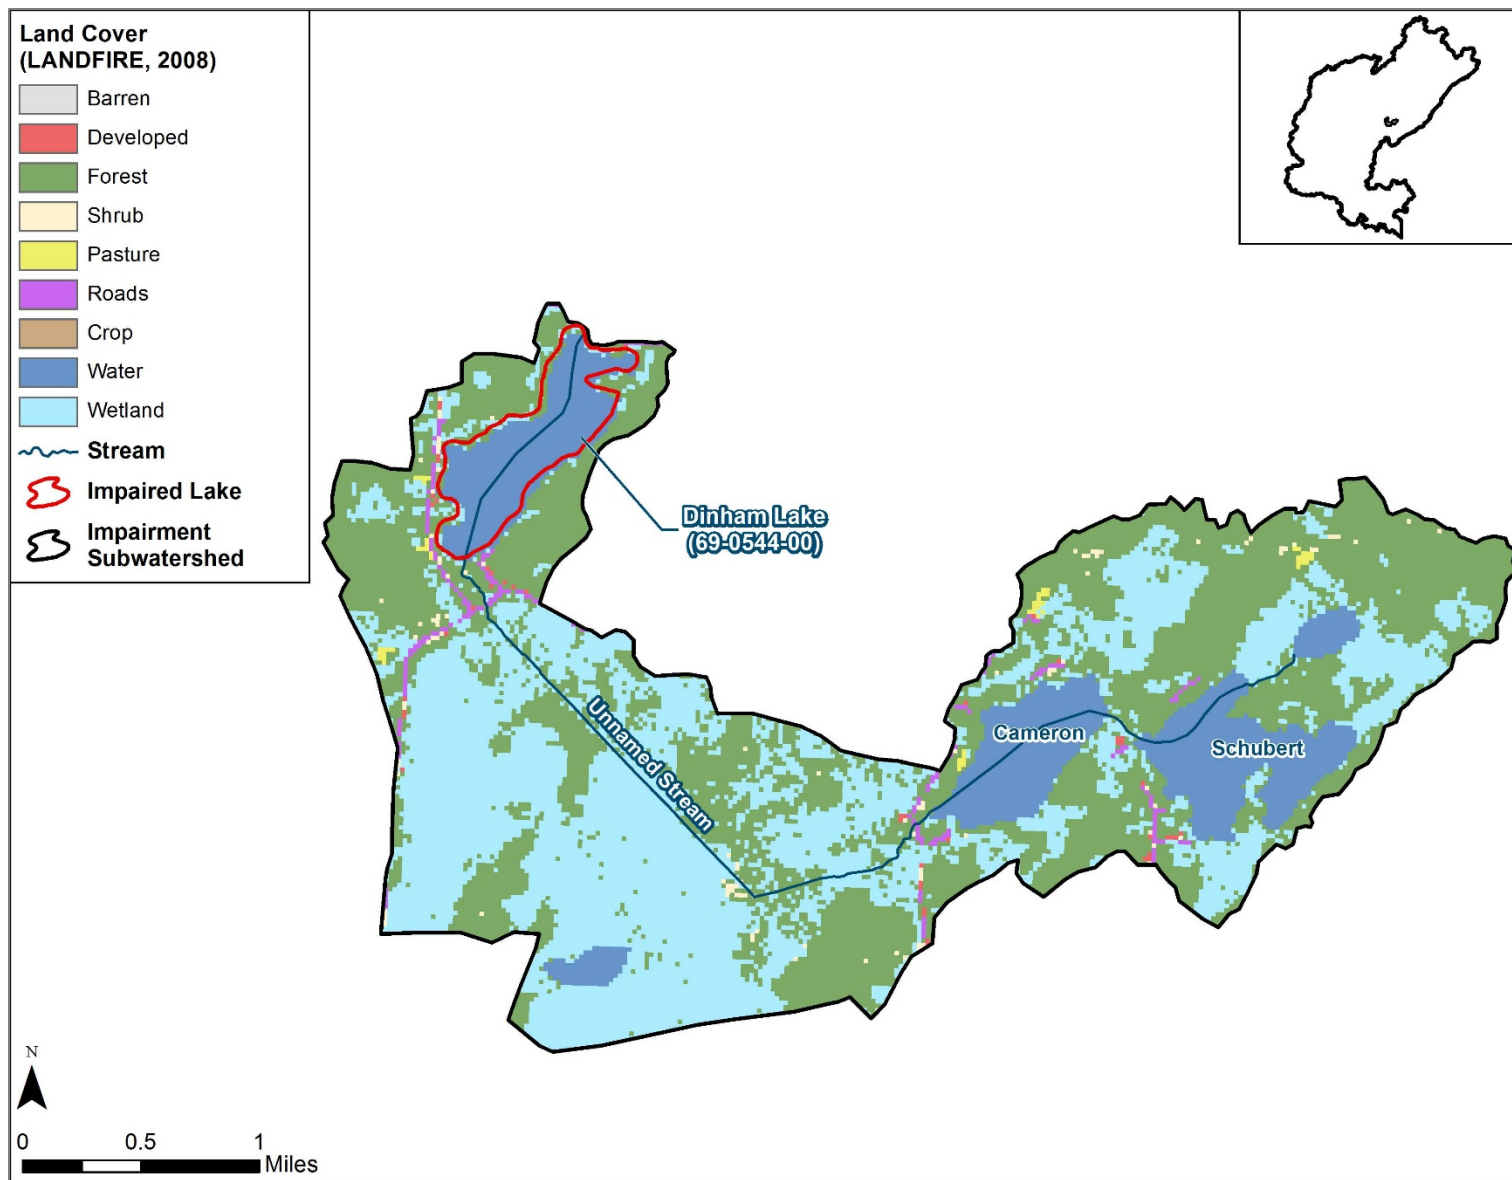 Land Cover
(LANDFIRE, 2008)
Barren
Developed
Forest
Shrub
Pasture
Roads
Crop
Water
Wetland
Stream
Impaired Lake
Impairment
Subwatershed
Dinham Lake
(69-0544-00)
Unnamed Stream
Cameron
Schubert
N
0 0.5 1
Miles